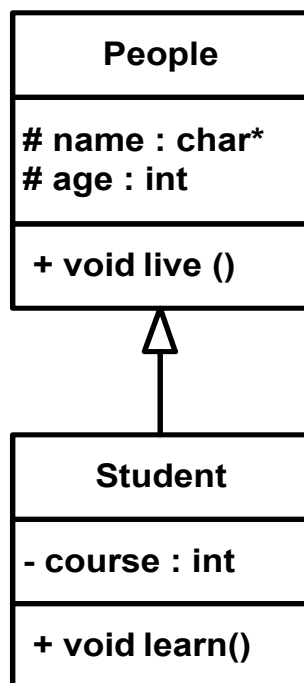 People
# name : char*
# age : int
+ void live ()
Student
- course : int
+ void learn()